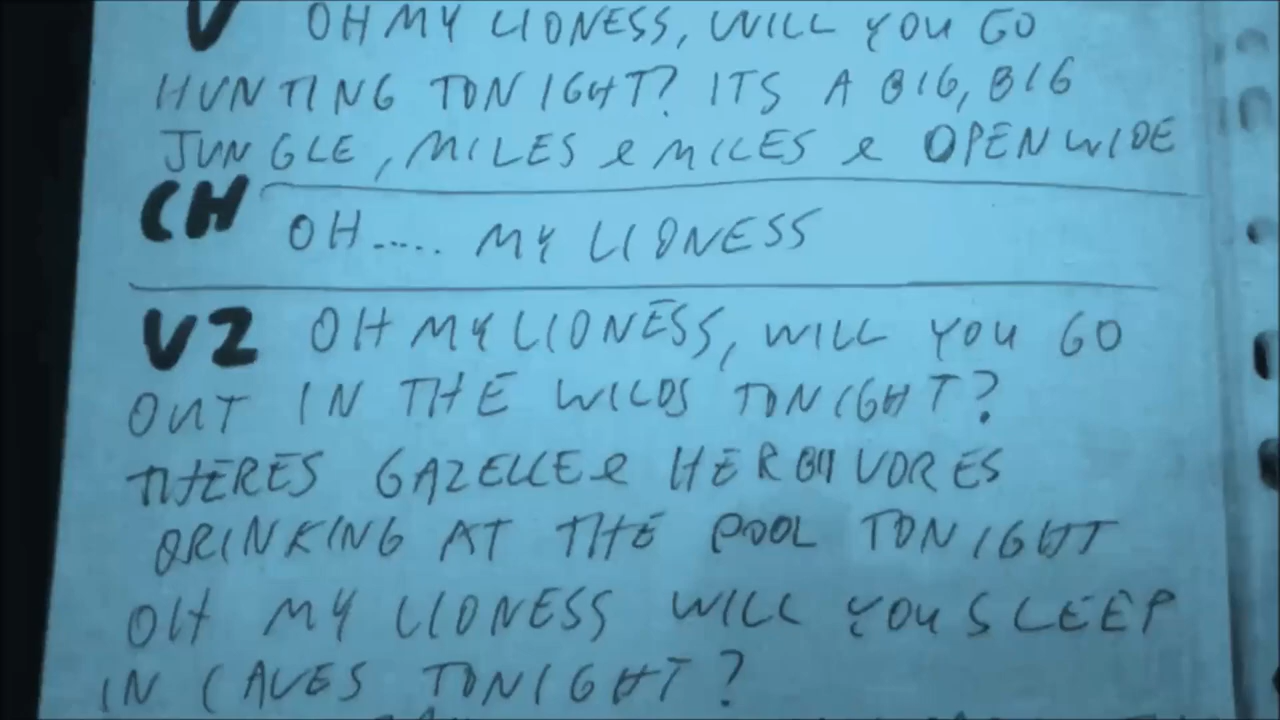 V OH MY LIONESS, WILL YOU GO
HUNTING TONIGHT? ITS A BIG, BIG
JUNGLE, MILES & MILES & OPEN WIDE
CH OH..... MY LIONESS
V2 OH MY LIONESS, WILL YOU GO
OUT IN THE WILDS TONIGHT?
THERES GAZELLE & HERBIVORES
DRINKING AT THE POOL TONIGHT
OH MY LIONESS WILL YOU SLEEP
IN CAVES TONIGHT?